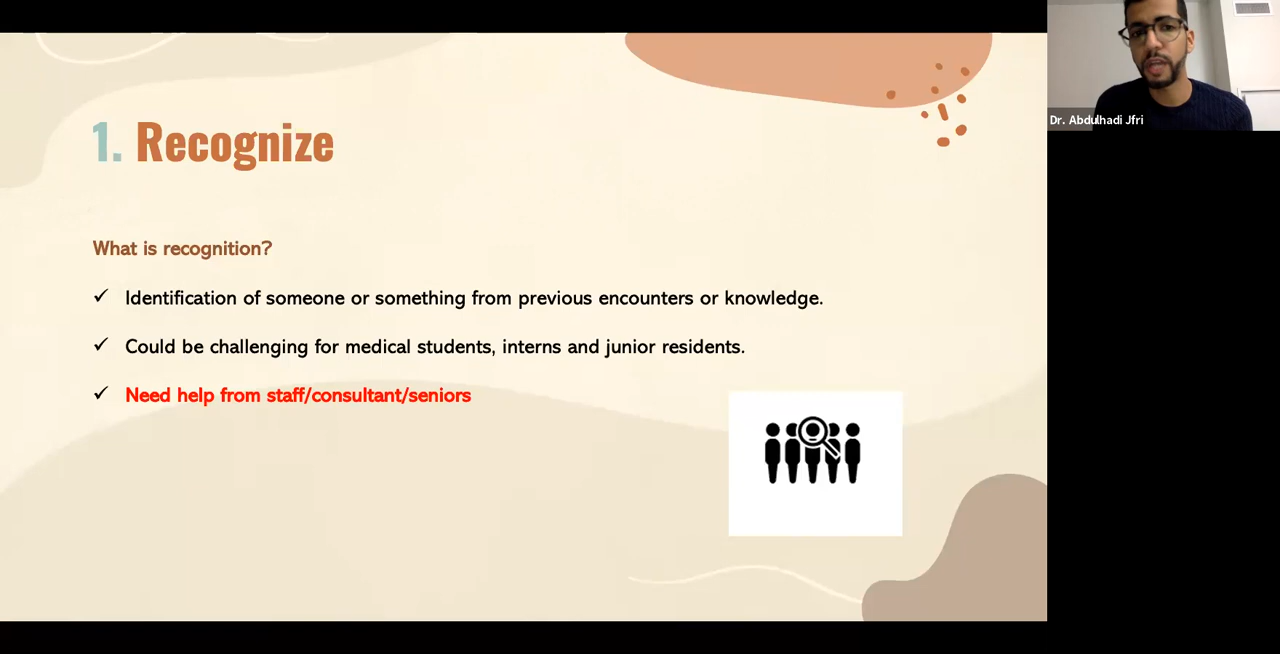 1. Recognize
What is recognition?
✓ Identification of someone or something from previous encounters or knowledge.
✓ Could be challenging for medical students, interns and junior residents.
✓ Need help from staff/consultant/seniors
Dr. Abdulhadi Jfri